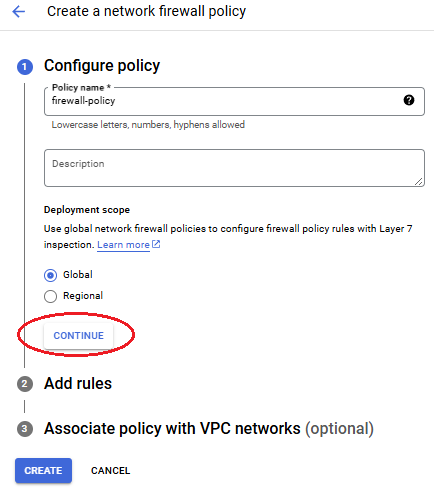 Create a network firewall policy
1 Configure policy
Policy name *
firewall-policy
?
Lowercase letters, numbers, hyphens allowed
Description
Deployment scope
Use global network firewall policies to configure firewall policy rules with Layer 7
inspection. Learn more
Global
Regional
CONTINUE
2 Add rules
3 Associate policy with VPC networks (optional)
CREATE CANCEL